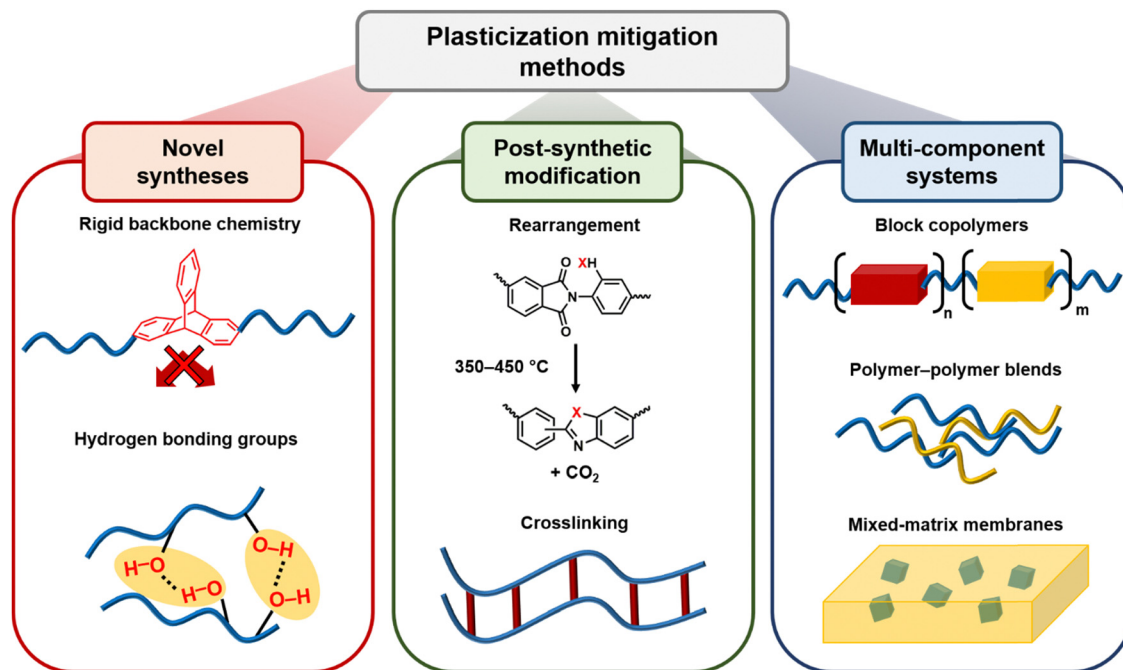 Plasticization mitigation
methods
Novel
syntheses
Rigid backbone chemistry
Hydrogen bonding groups
H–O
HO
O–H
O–H
Post-synthetic
modification
Rearrangement
O
XH
N
O
350–450 °C
X
N
+ CO₂
Crosslinking
Multi-component
systems
Block copolymers
n
m
Polymer–polymer blends
Mixed-matrix membranes